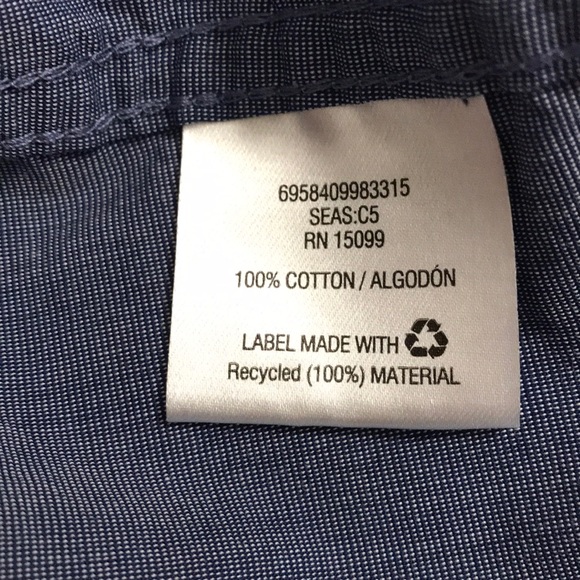 6958409983315
SEAS:C5
RN 15099
100% COTTON / ALGODÓN
LABEL MADE WITH
Recycled (100%) MATERIAL